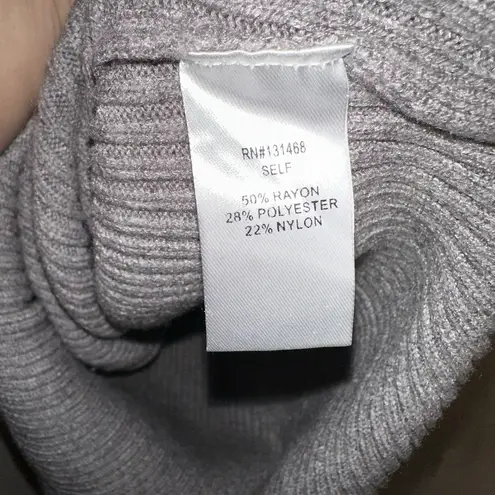 RN#131468
SELF
50% RAYON
28% POLYESTER
22% NYLON